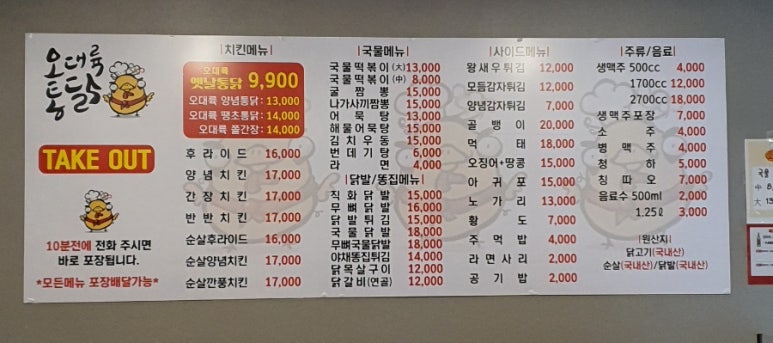 오대륙
통닭
TAKE OUT
10분전에 전화 주시면
바로 포장됩니다.
*모든메뉴 포장배달가능*
|치킨메뉴|
오대륙
옛날통닭 9,900
오대륙 양념통닭: 13,000
오대륙 땡초통닭: 14,000
오대륙 쫄간장: 14,000
후라이드 16,000
양념치킨 17,000
간장치킨 17,000
반반치킨 17,000
순살후라이드 16,000
순살양념치킨 17,000
순살깐풍치킨 17,000
|국물메뉴|
국물떡볶이(大) 13,000
국물떡볶이(中) 8,000
굴짬뽕 15,000
나가사끼짬뽕 15,000
어묵탕 13,000
해물어묵탕 15,000
김치우동 15,000
번데기탕 6,000
라면 4,000
|닭발/똥집메뉴|
직화닭발 15,000
무뼈닭발 16,000
닭발튀김 15,000
국물닭발 18,000
무뼈국물닭발 18,000
야채똥집튀김 14,000
닭목살구이 12,000
닭갈비(연골) 12,000
|사이드메뉴|
왕새우튀김 12,000
모듬감자튀김 12,000
양념감자튀김 7,000
골뱅이 20,000
먹태 18,000
오징어+땅콩 15,000
아귀포 15,000
노가리 13,000
황도 7,000
주먹밥 4,000
라면사리 2,000
공기밥 2,000
|주류/음료|
생맥주 500cc 4,000
1700cc 12,000
2700cc 18,000
생맥주포장 7,000
소주 4,000
병맥주 4,000
청하 5,000
칭따오 7,000
음료수 500ml 2,000
1.25ℓ 3,000
|원산지|
닭고기(국내산)
순살(국내산)/닭발(국내산)
국물
中 8,
大 13